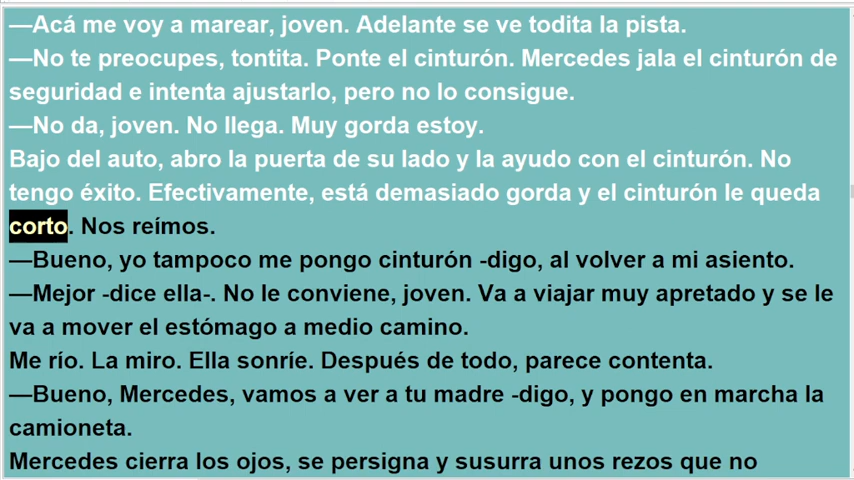 —Acá me voy a marear, joven. Adelante se ve todita la pista.
—No te preocupes, tontita. Ponte el cinturón. Mercedes jala el cinturón de
seguridad e intenta ajustarlo, pero no lo consigue.
—No da, joven. No llega. Muy gorda estoy.
Bajo del auto, abro la puerta de su lado y la ayudo con el cinturón. No
tengo éxito. Efectivamente, está demasiado gorda y el cinturón le queda
corto. Nos reímos.
—Bueno, yo tampoco me pongo cinturón -digo, al volver a mi asiento.
—Mejor -dice ella-. No le conviene, joven. Va a viajar muy apretado y se le
va a mover el estómago a medio camino.
Me río. La miro. Ella sonríe. Después de todo, parece contenta.
—Bueno, Mercedes, vamos a ver a tu madre -digo, y pongo en marcha la
camioneta.
Mercedes cierra los ojos, se persigna y susurra unos rezos que no